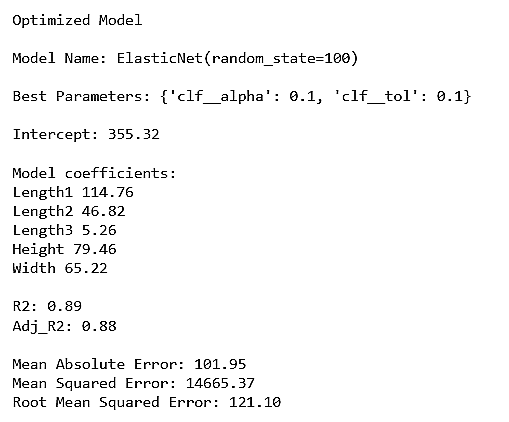 Optimized Model
Model Name: ElasticNet(random_state=100)
Best Parameters: {'clf__alpha': 0.1, 'clf__tol': 0.1}
Intercept: 355.32
Model coefficients:
Length1 114.76
Length2 46.82
Length3 5.26
Height 79.46
Width 65.22
R2: 0.89
Adj_R2: 0.88
Mean Absolute Error: 101.95
Mean Squared Error: 14665.37
Root Mean Squared Error: 121.10